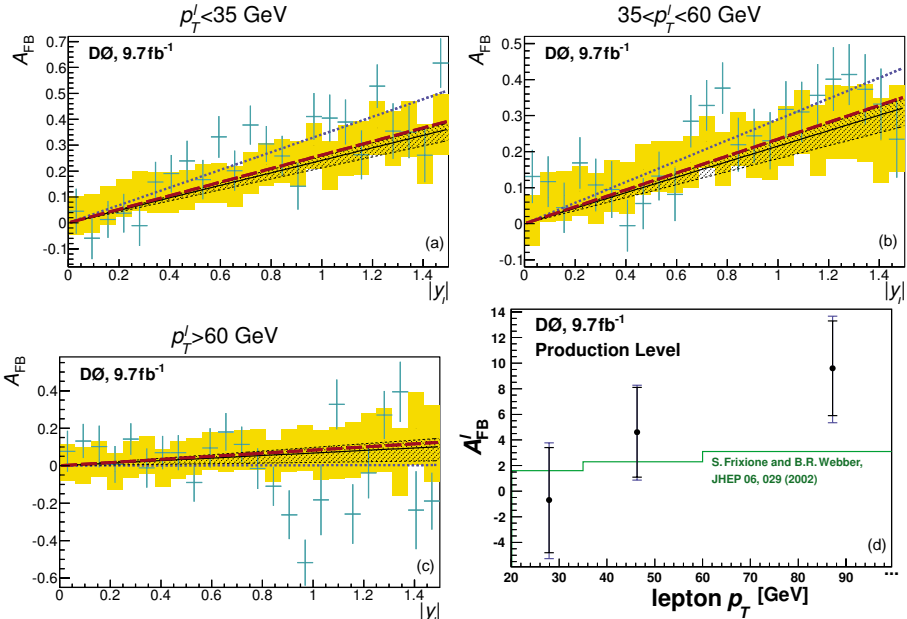 p_T^l<35 GeV
A_FB
DØ, 9.7fb⁻¹
0.7
0.6
0.5
0.4
0.3
0.2
0.1
0
-0.1
(a)
0 0.2 0.4 0.6 0.8 1 1.2 1.4
|y_l|
35<p_T^l<60 GeV
A_FB
DØ, 9.7fb⁻¹
0.5
0.4
0.3
0.2
0.1
0
-0.1
(b)
0 0.2 0.4 0.6 0.8 1 1.2 1.4
|y_l|
p_T^l>60 GeV
A_FB
DØ, 9.7fb⁻¹
0.4
0.2
0
-0.2
-0.4
-0.6
(c)
0 0.2 0.4 0.6 0.8 1 1.2 1.4
|y_l|
DØ, 9.7fb⁻¹
Production Level
A_FB^l
14
12
10
8
6
4
2
0
-2
-4
S. Frixione and B.R. Webber,
JHEP 06, 029 (2002)
(d)
20 30 40 50 60 70 80 90 ...
lepton p_T [GeV]